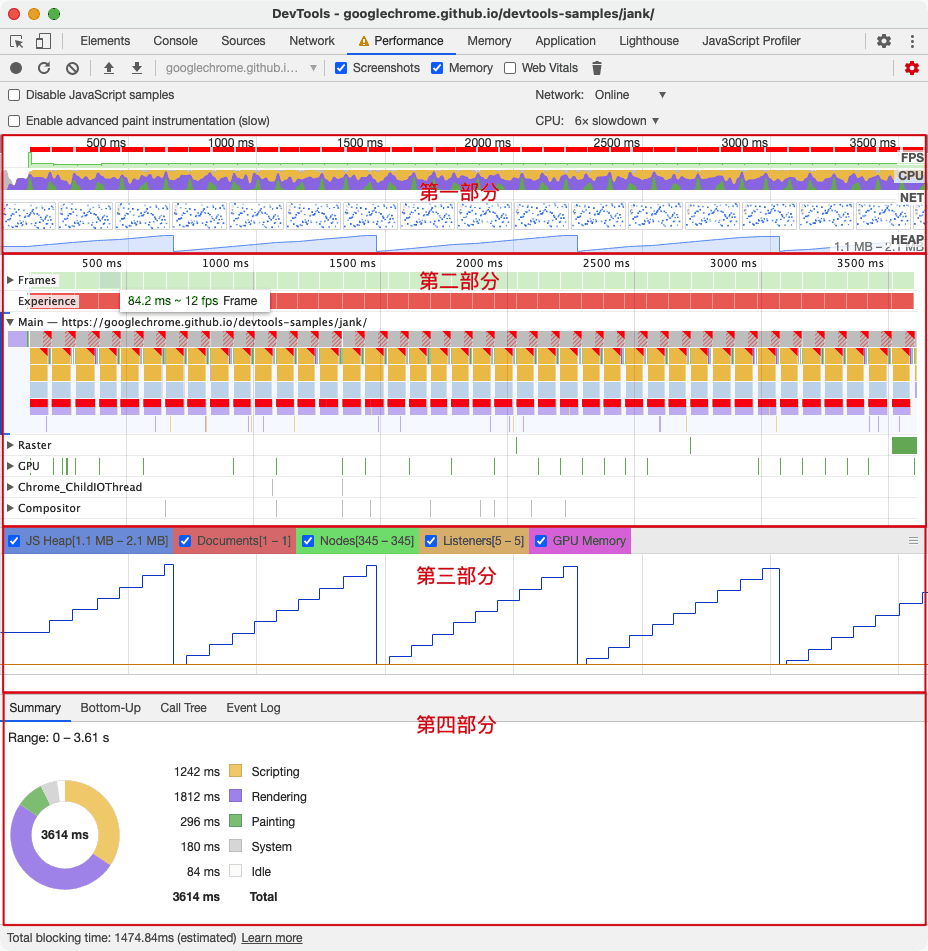 DevTools - googlechrome.github.io/devtools-samples/jank/
Elements Console Sources Network Performance Memory Application Lighthouse JavaScript Profiler
googlechrome.github.i... Screenshots Memory Web Vitals
Disable JavaScript samples Network: Online
Enable advanced paint instrumentation (slow) CPU: 6× slowdown
500 ms 1000 ms 1500 ms 2000 ms 2500 ms 3000 ms 3500 ms
FPS
CPU
第一部分
NET
HEAP
1.1 MB – 2.1 MB
500 ms 1000 ms 1500 ms 2000 ms 2500 ms 3000 ms 3500 ms
Frames 第二部分
Experience 84.2 ms ~ 12 fps Frame
Main — https://googlechrome.github.io/devtools-samples/jank/
Raster
GPU
Chrome_ChildIOThread
Compositor
JS Heap[1.1 MB – 2.1 MB] Documents[1 – 1] Nodes[345 – 345] Listeners[5 – 5] GPU Memory
第三部分
Summary Bottom-Up Call Tree Event Log
第四部分
Range: 0 – 3.61 s
1242 ms Scripting
1812 ms Rendering
296 ms Painting
3614 ms
180 ms System
84 ms Idle
3614 ms Total
Total blocking time: 1474.84ms (estimated) Learn more